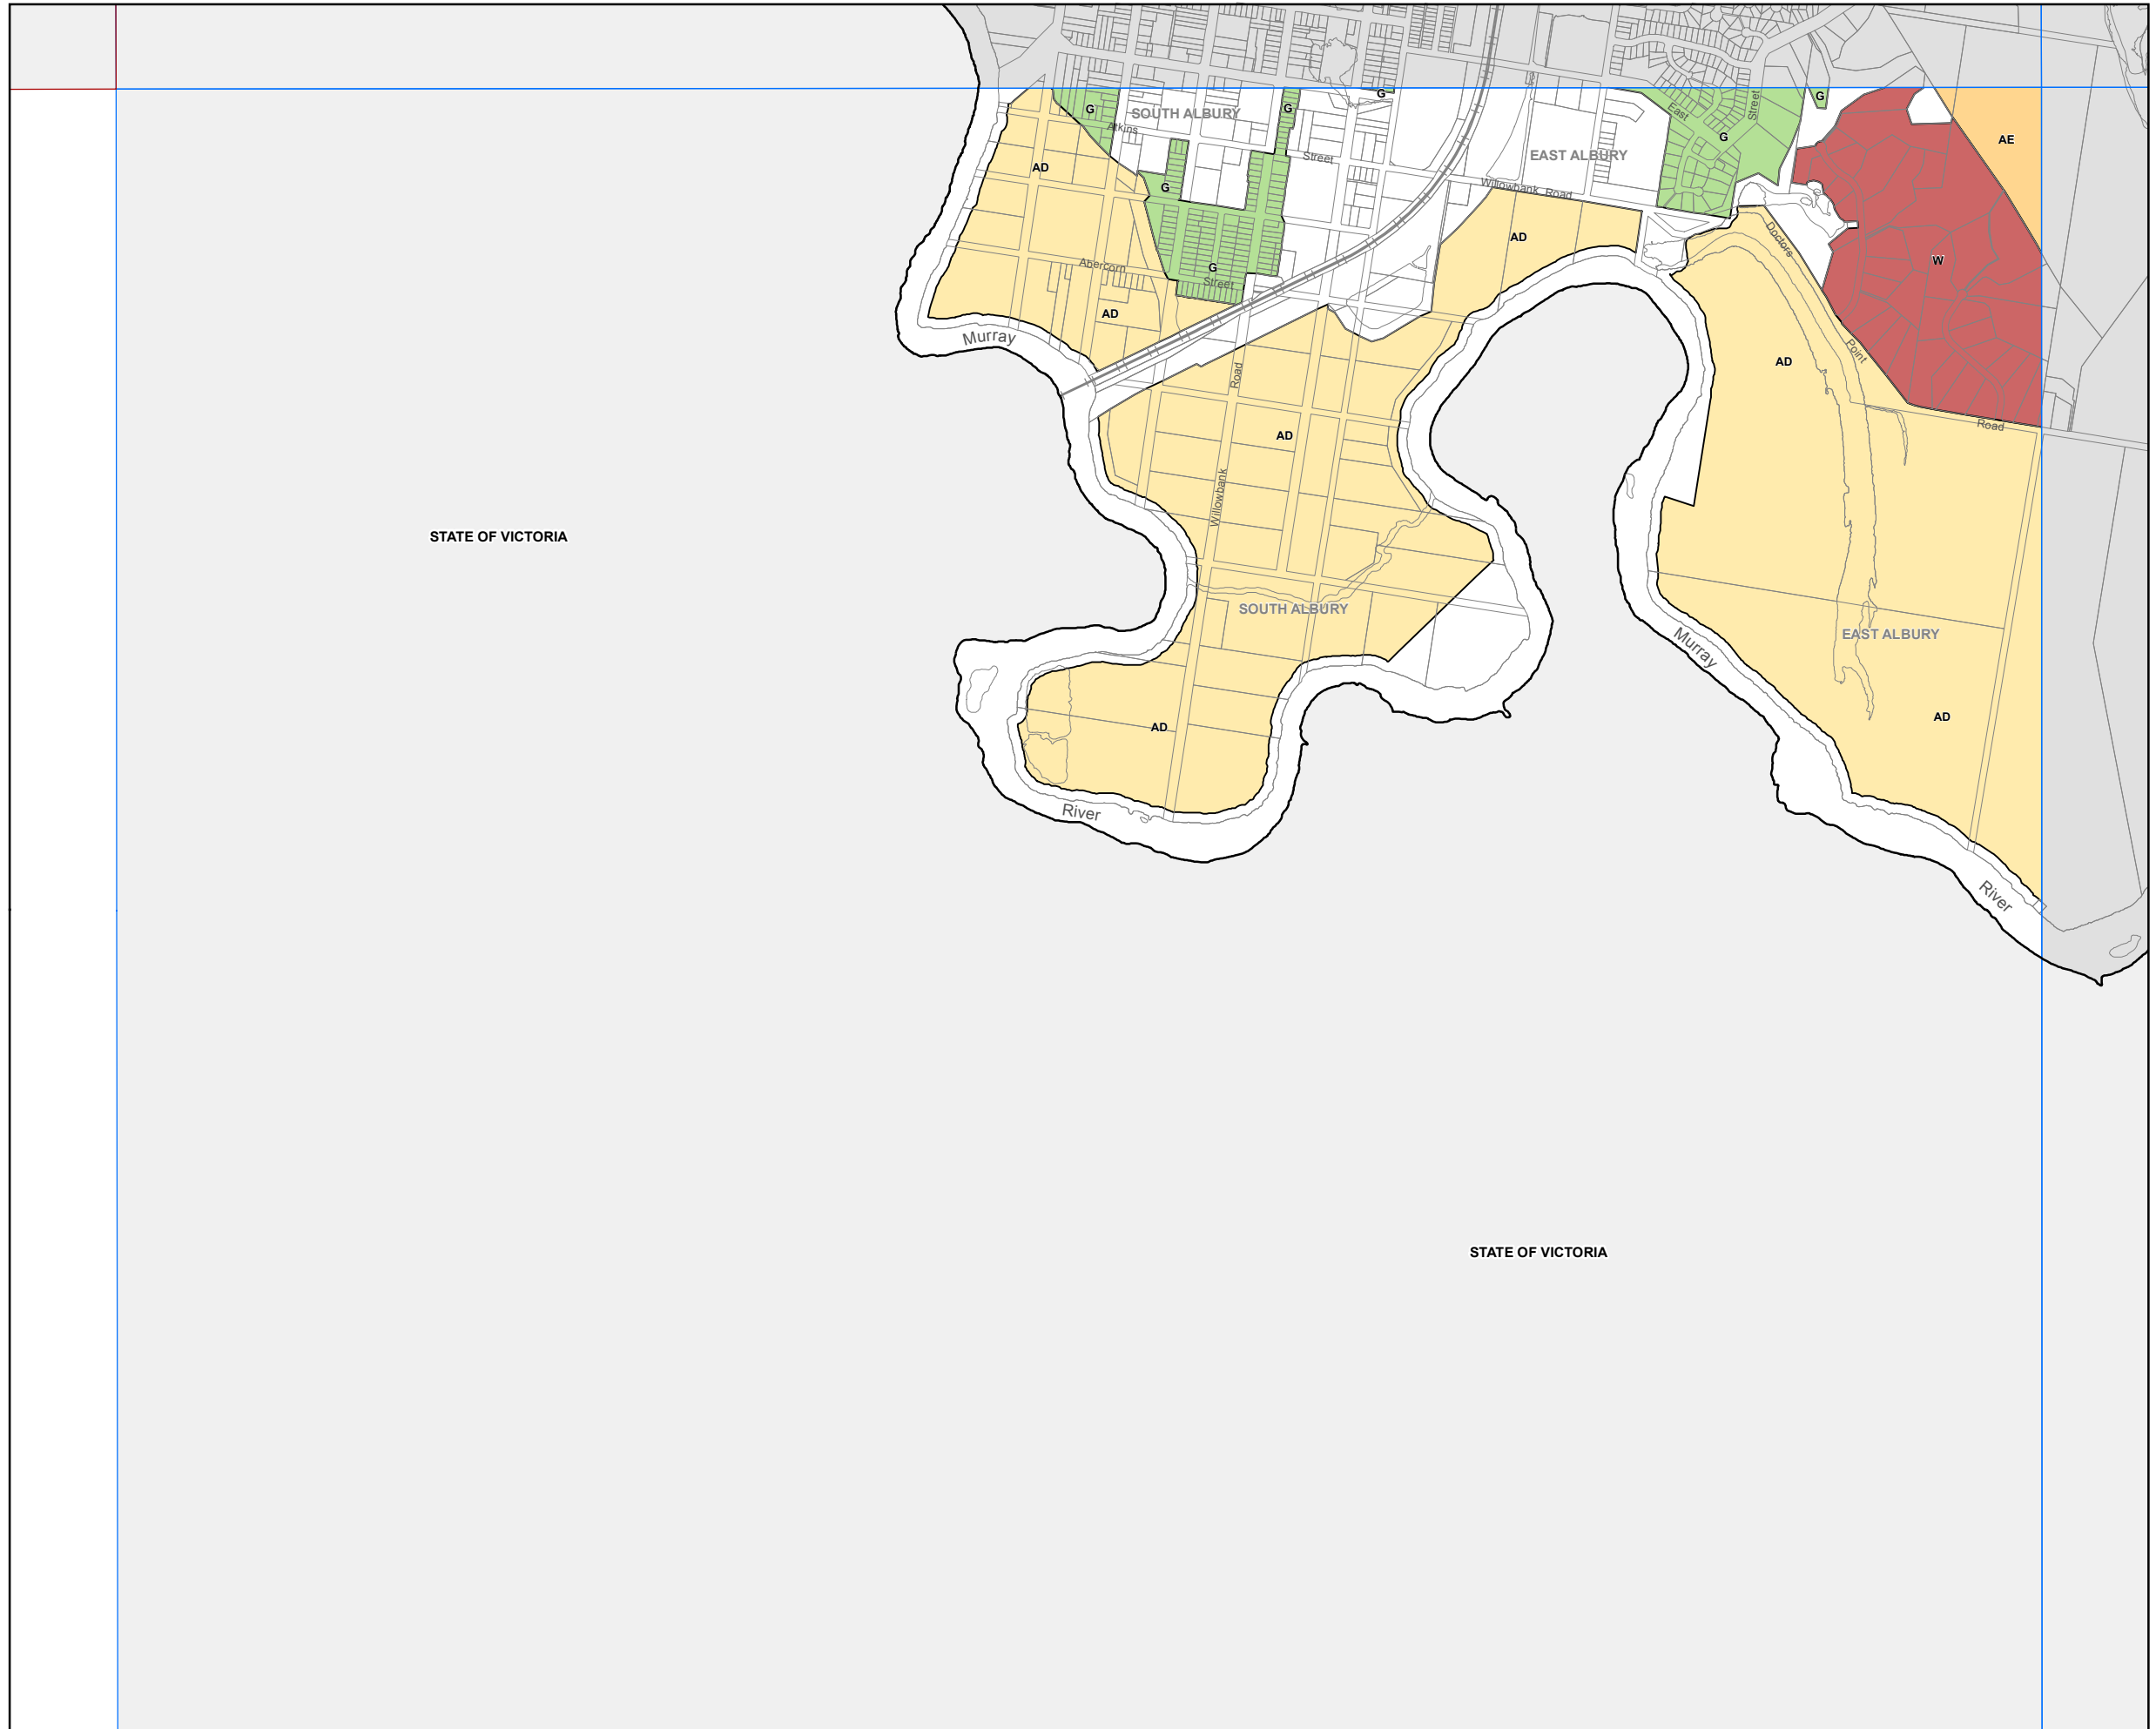 G
G
G
G
AE
SOUTH ALBURY
East
Street
Atkins
G
EAST ALBURY
Street
AD
G
Willowbank Road
AD
Doctors
W
Abercorn
G
Street
AD
Murray
Point
AD
Road
Road
AD
Willowbank
STATE OF VICTORIA
SOUTH ALBURY
Murray
EAST ALBURY
AD
AD
River
River
STATE OF VICTORIA